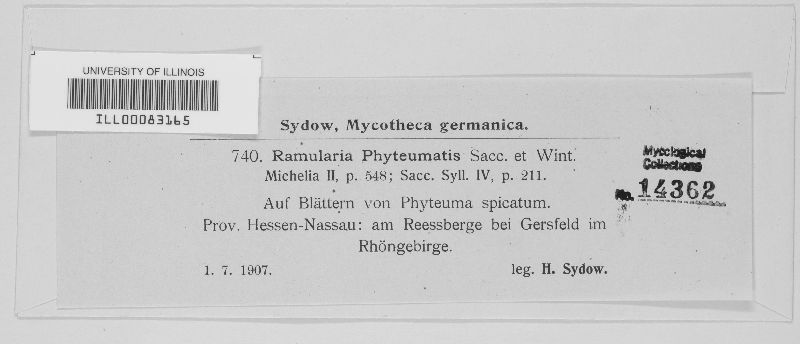 UNIVERSITY OF ILLINOIS
ILL00083165
Sydow, Mycotheca germanica.
740. Ramularia Phyteumatis Sacc. et Wint.
Michelia II, p. 548; Sacc. Syll. IV, p. 211.
Auf Blättern von Phyteuma spicatum.
Prov. Hessen-Nassau: am Reessberge bei Gersfeld im
Rhöngebirge.
1. 7. 1907. leg. H. Sydow.
Mycological
Collections
No. 14362